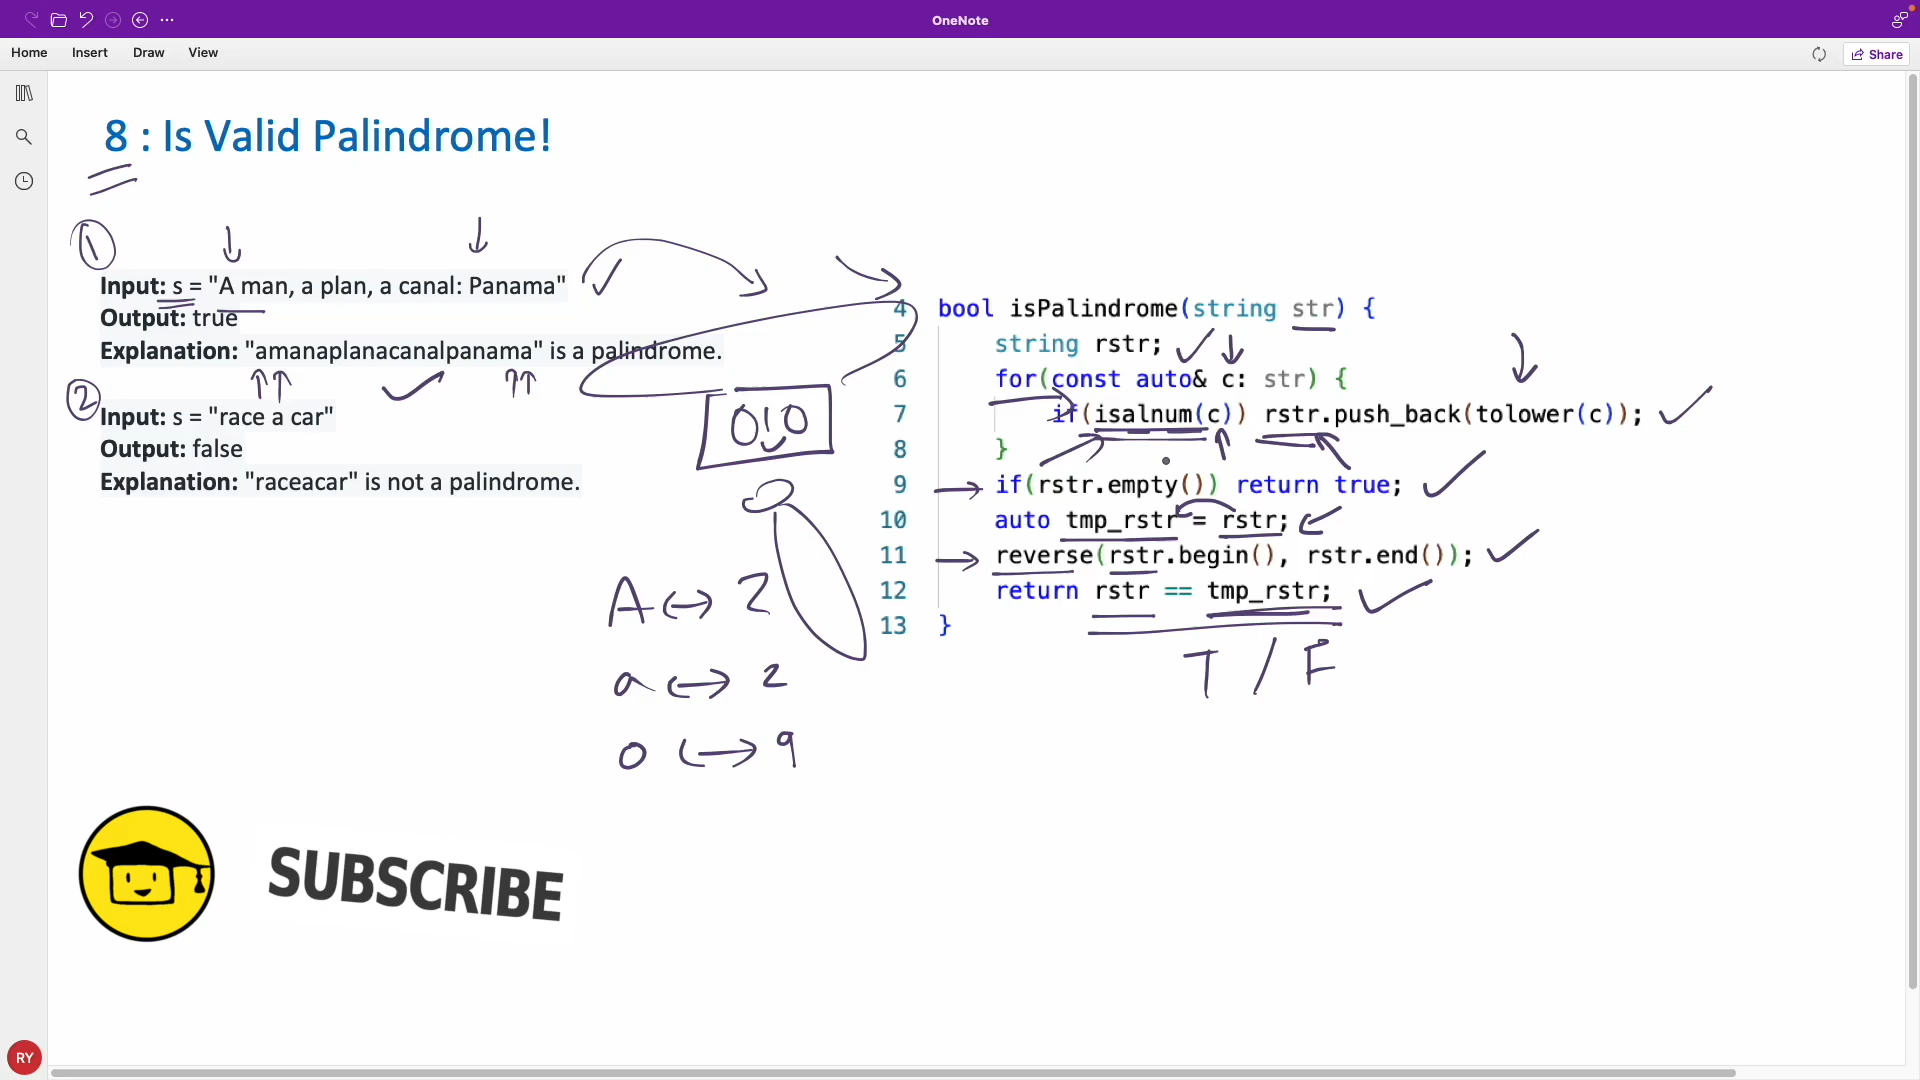 OneNote
Home Insert Draw View
Share
8 : Is Valid Palindrome!
1
Input: s = "A man, a plan, a canal: Panama"
Output: true
Explanation: "amanaplanacanalpanama" is a palindrome.
2
Input: s = "race a car"
Output: false
Explanation: "raceacar" is not a palindrome.
010
4 bool isPalindrome(string str) {
5 string rstr;
6 for(const auto& c: str) {
7 if(isalnum(c)) rstr.push_back(tolower(c));
8 }
9 if(rstr.empty()) return true;
10 auto tmp_rstr = rstr;
11 reverse(rstr.begin(), rstr.end());
12 return rstr == tmp_rstr;
13 }
T / F
A ↔ Z
a ↔ z
0 ↔ 9
SUBSCRIBE
RY